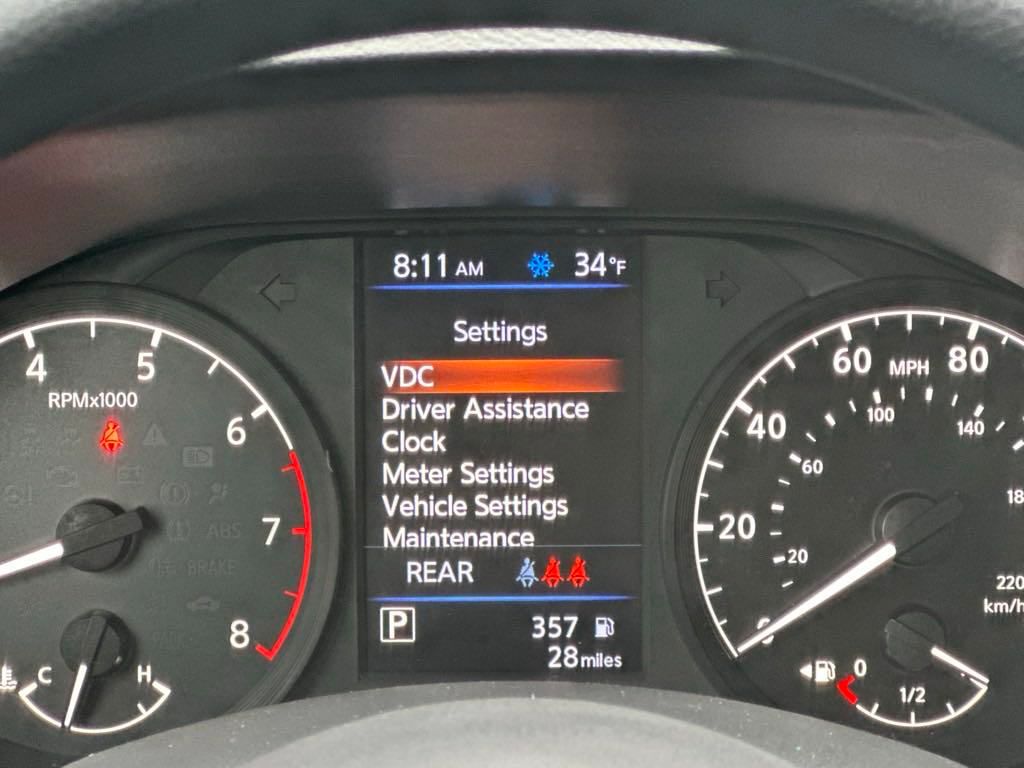 8:11 AM 34°F
Settings
VDC
Driver Assistance
Clock
Meter Settings
Vehicle Settings
Maintenance
REAR
P
357
28 miles
4
5
6
7
8
RPMx1000
ABS
BRAKE
C
H
20
40
60
80
MPH
20
60
100
140
220
km/h
0
1/2